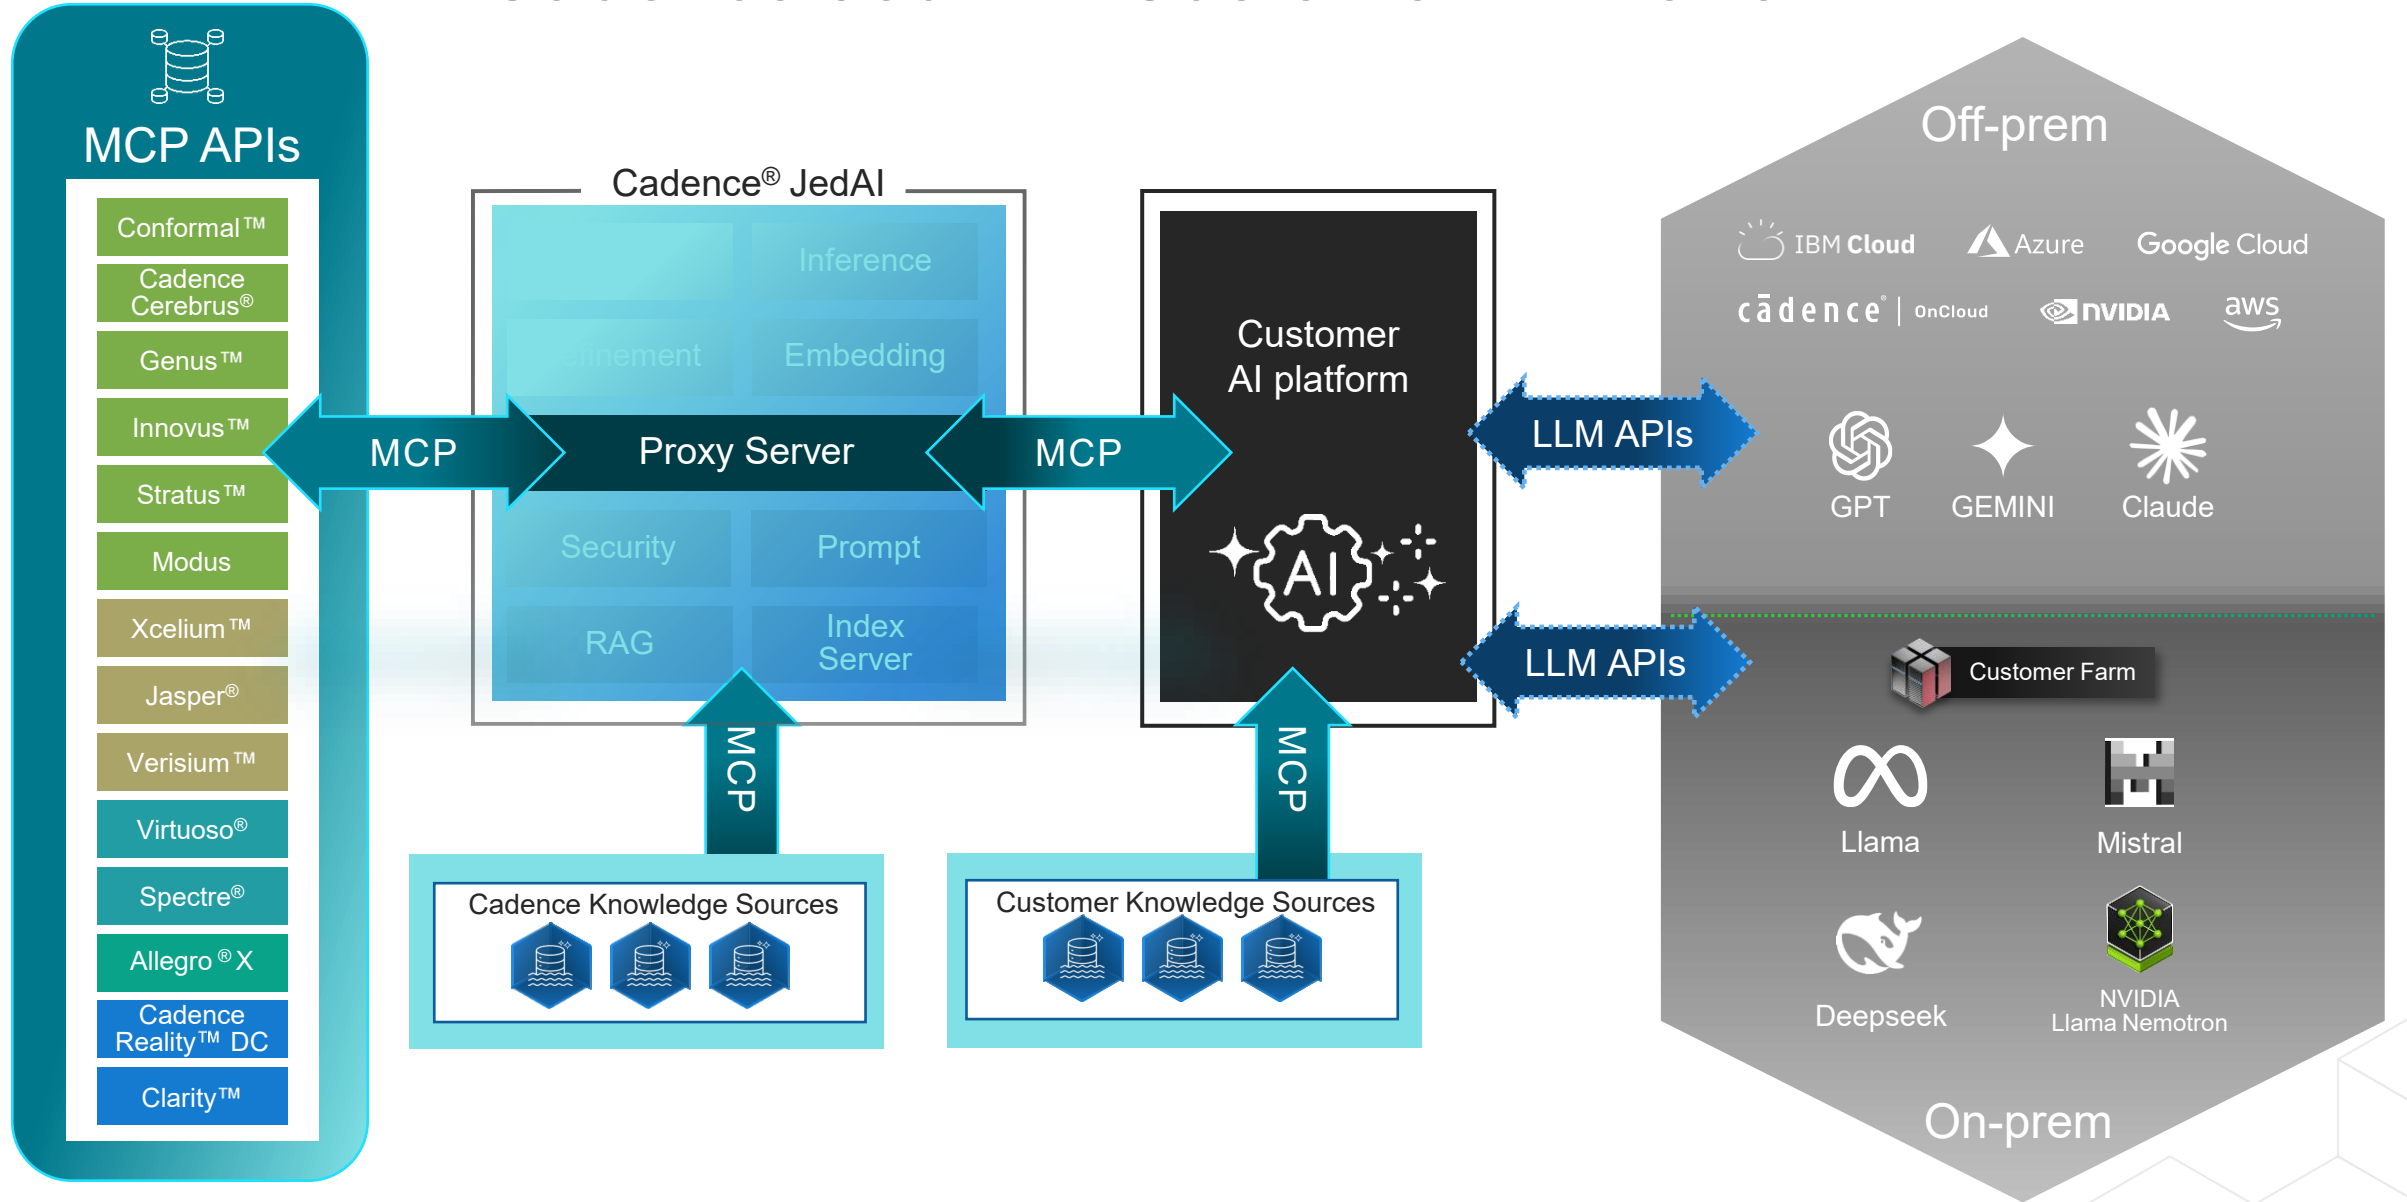 MCP APIs
Conformal™
Cadence
Cerebrus®
Genus™
Innovus™
Stratus™
Modus
Xcelium™
Jasper®
Verisium™
Virtuoso®
Spectre®
Allegro ® X
Cadence
Reality™ DC
Clarity™
MCP
Cadence® JedAI
Inference
Embedding
Proxy Server
Security
Prompt
RAG
Index
Server
MCP
Cadence Knowledge Sources
MCP
Customer
AI platform
AI
MCP
Customer Knowledge Sources
LLM APIs
LLM APIs
Off-prem
IBM Cloud
Azure
Google Cloud
cādence® | OnCloud
NVIDIA
aws
GPT
GEMINI
Claude
Customer Farm
Llama
Mistral
Deepseek
NVIDIA
Llama Nemotron
On-prem